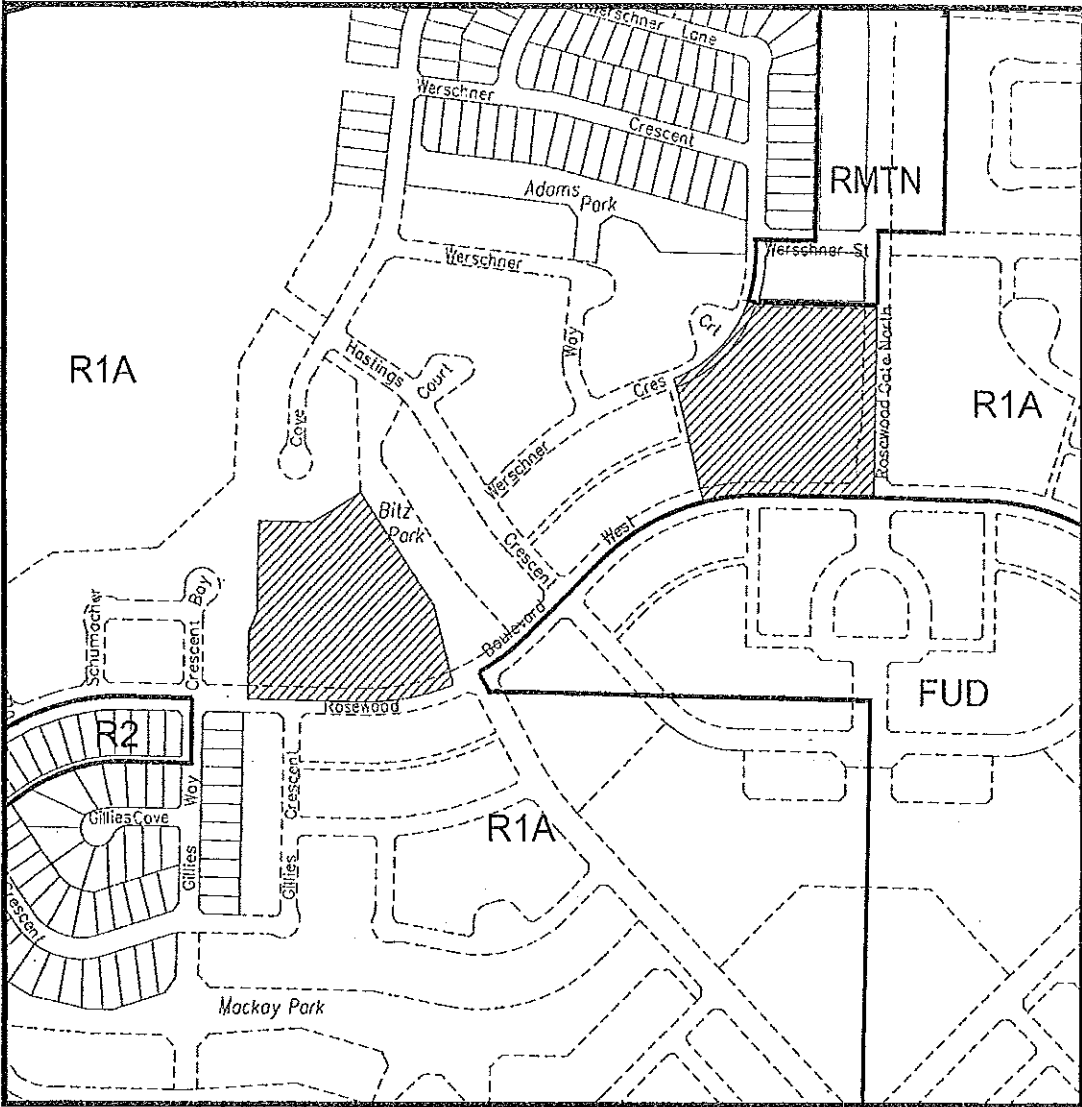 Werschner Lane
Werschner
Crescent
RMTN
Adams
Park
Werschner St
Werschner
Crt
Way
Hastings
Court
Cres
R1A
Rosewood Gate North
R1A
Cove
Werschner
Bitz
Park
West
Crescent
Boulevard
Schumacher
Crescent
Bay
Rosewood
FUD
R2
Crescent
Way
Gillies Cove
R1A
Gillies
Gillies
Crescent
Mackay Park